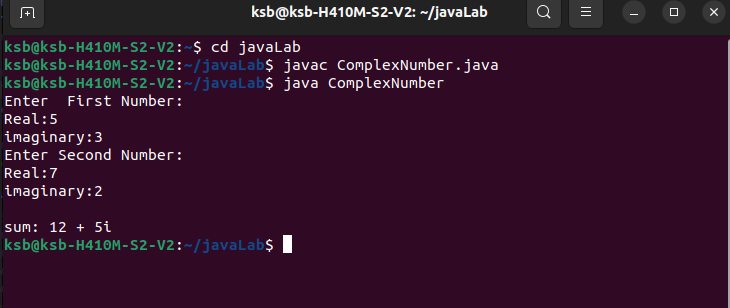 ksb@ksb-H410M-S2-V2: ~/javaLab
ksb@ksb-H410M-S2-V2:~$ cd javaLab
ksb@ksb-H410M-S2-V2:~/javaLab$ javac ComplexNumber.java
ksb@ksb-H410M-S2-V2:~/javaLab$ java ComplexNumber
Enter  First Number:
Real:5
imaginary:3
Enter Second Number:
Real:7
imaginary:2

sum: 12 + 5i
ksb@ksb-H410M-S2-V2:~/javaLab$